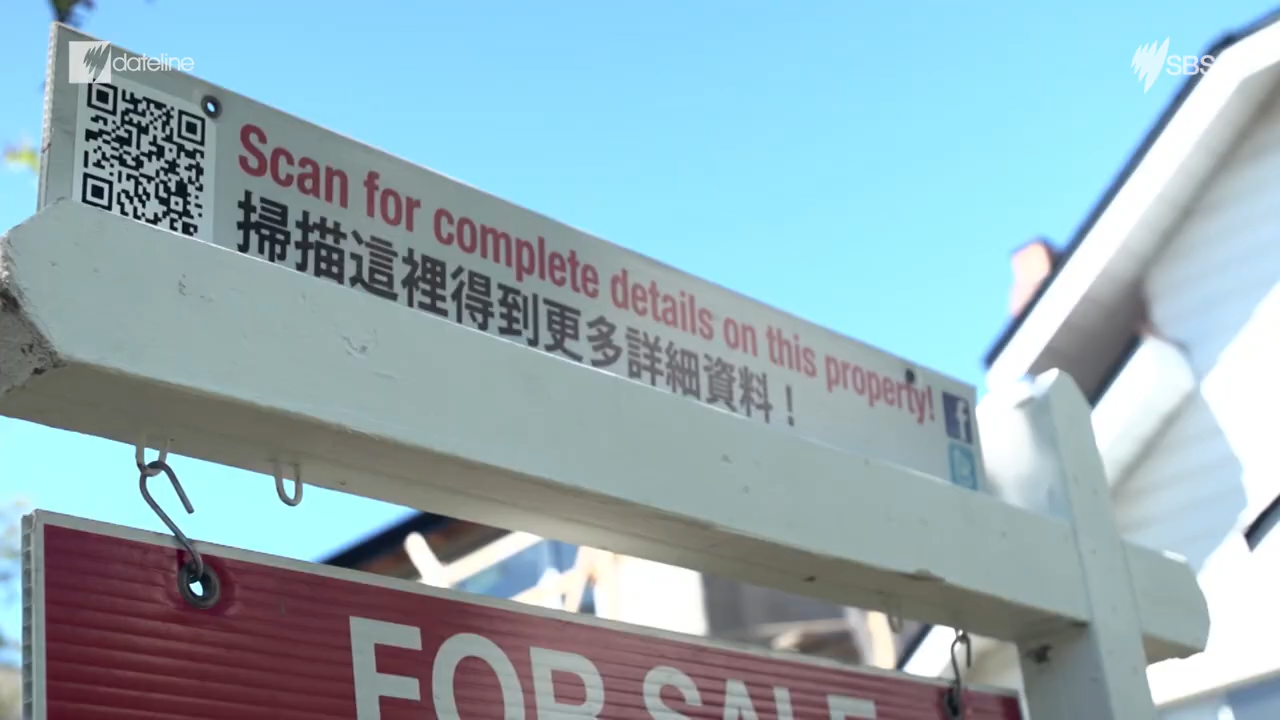 dateline
SBS
Scan for complete details on this property!
掃描這裡得到更多詳細資料！
f
FOR SALE